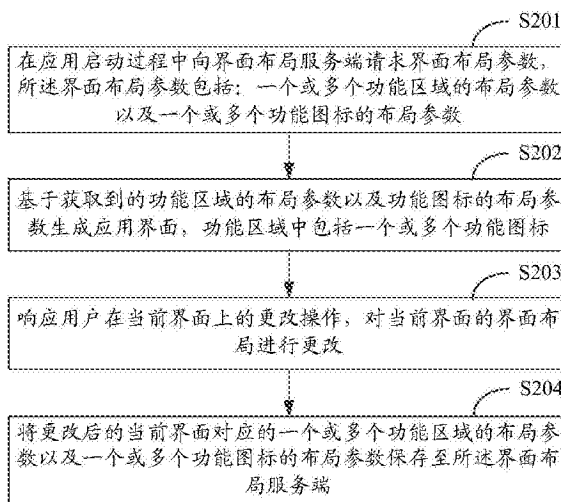 S201
在应用启动过程中向界面布局服务端请求界面布局参数,
所述界面布局参数包括：一个或多个功能区域的布局参数
以及一个或多个功能图标的布局参数
S202
基于获取到的功能区域的布局参数以及功能图标的布局参
数生成应用界面，功能区域中包括一个或多个功能图标
S203
响应用户在当前界面上的更改操作，对当前界面的界面布
局进行更改
S204
将更改后的当前界面对应的一个或多个功能区域的布局参
数以及一个或多个功能图标的布局参数保存至所述界面布
局服务端